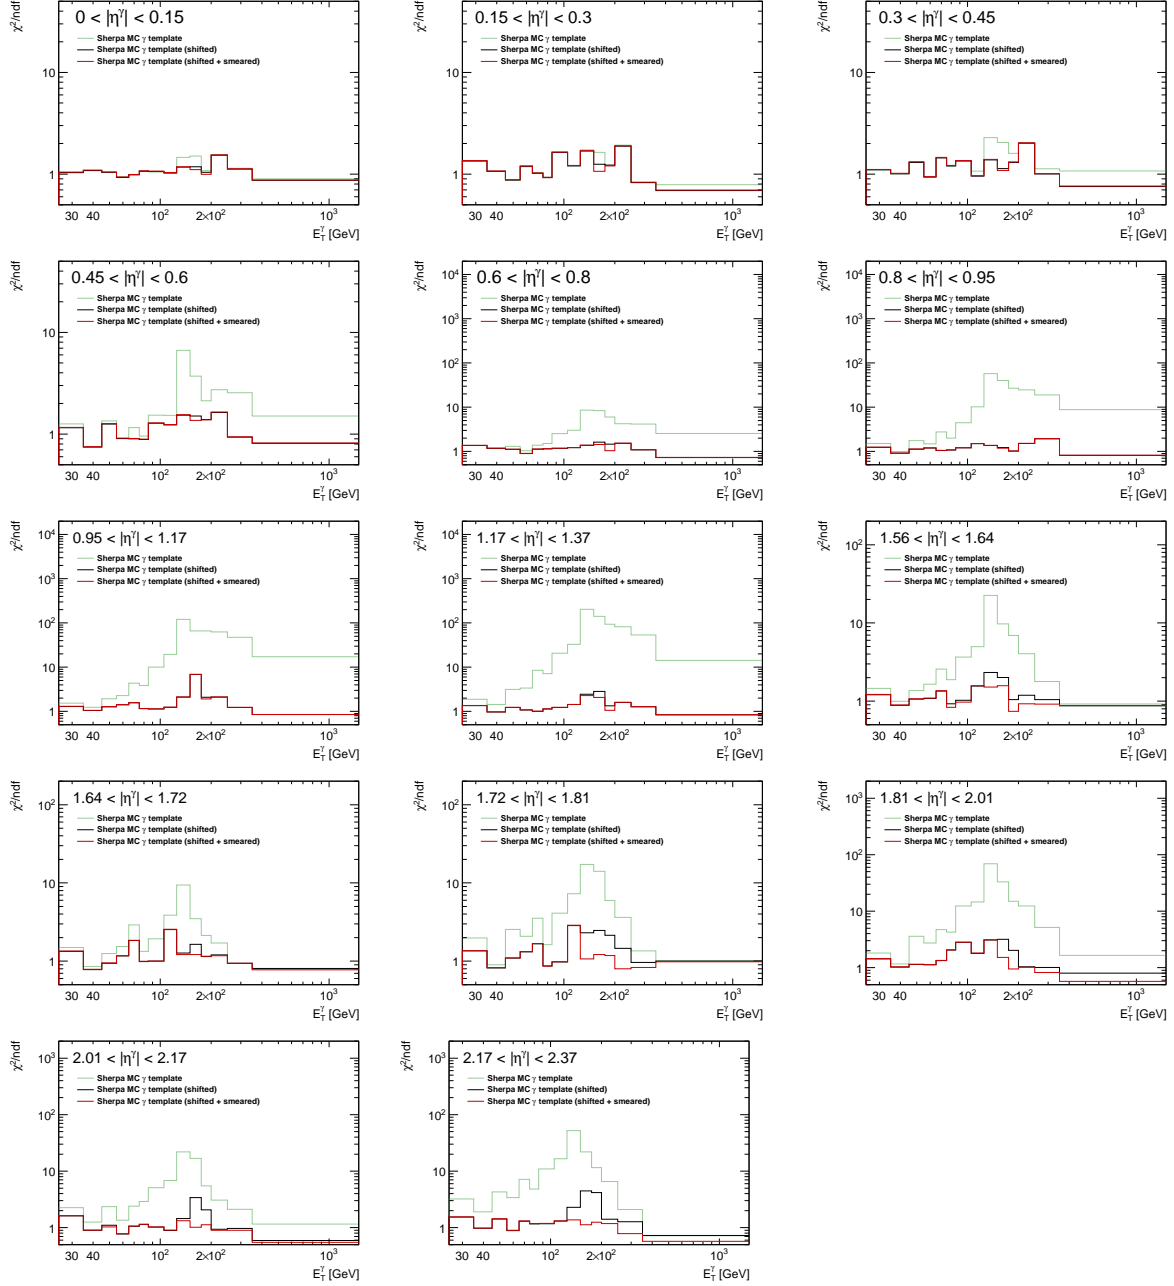 χ²/ndf
0 < |η^γ| < 0.15
Sherpa MC γ template
Sherpa MC γ template (shifted)
Sherpa MC γ template (shifted + smeared)
10
1
30 40 10² 2×10² 10³
E_T^γ [GeV]
χ²/ndf
0.15 < |η^γ| < 0.3
Sherpa MC γ template
Sherpa MC γ template (shifted)
Sherpa MC γ template (shifted + smeared)
10
1
30 40 10² 2×10² 10³
E_T^γ [GeV]
χ²/ndf
0.3 < |η^γ| < 0.45
Sherpa MC γ template
Sherpa MC γ template (shifted)
Sherpa MC γ template (shifted + smeared)
10
1
30 40 10² 2×10² 10³
E_T^γ [GeV]
χ²/ndf
0.45 < |η^γ| < 0.6
Sherpa MC γ template
Sherpa MC γ template (shifted)
Sherpa MC γ template (shifted + smeared)
10
1
30 40 10² 2×10² 10³
E_T^γ [GeV]
χ²/ndf
0.6 < |η^γ| < 0.8
Sherpa MC γ template
Sherpa MC γ template (shifted)
Sherpa MC γ template (shifted + smeared)
10⁴
10³
10²
10
1
30 40 10² 2×10² 10³
E_T^γ [GeV]
χ²/ndf
0.8 < |η^γ| < 0.95
Sherpa MC γ template
Sherpa MC γ template (shifted)
Sherpa MC γ template (shifted + smeared)
10⁴
10³
10²
10
1
30 40 10² 2×10² 10³
E_T^γ [GeV]
χ²/ndf
0.95 < |η^γ| < 1.17
Sherpa MC γ template
Sherpa MC γ template (shifted)
Sherpa MC γ template (shifted + smeared)
10⁴
10³
10²
10
1
30 40 10² 2×10² 10³
E_T^γ [GeV]
χ²/ndf
1.17 < |η^γ| < 1.37
Sherpa MC γ template
Sherpa MC γ template (shifted)
Sherpa MC γ template (shifted + smeared)
10⁴
10³
10²
10
1
30 40 10² 2×10² 10³
E_T^γ [GeV]
χ²/ndf
1.56 < |η^γ| < 1.64
Sherpa MC γ template
Sherpa MC γ template (shifted)
Sherpa MC γ template (shifted + smeared)
10²
10
1
30 40 10² 2×10² 10³
E_T^γ [GeV]
χ²/ndf
1.64 < |η^γ| < 1.72
Sherpa MC γ template
Sherpa MC γ template (shifted)
Sherpa MC γ template (shifted + smeared)
10²
10
1
30 40 10² 2×10² 10³
E_T^γ [GeV]
χ²/ndf
1.72 < |η^γ| < 1.81
Sherpa MC γ template
Sherpa MC γ template (shifted)
Sherpa MC γ template (shifted + smeared)
10²
10
1
30 40 10² 2×10² 10³
E_T^γ [GeV]
χ²/ndf
1.81 < |η^γ| < 2.01
Sherpa MC γ template
Sherpa MC γ template (shifted)
Sherpa MC γ template (shifted + smeared)
10³
10²
10
1
30 40 10² 2×10² 10³
E_T^γ [GeV]
χ²/ndf
2.01 < |η^γ| < 2.17
Sherpa MC γ template
Sherpa MC γ template (shifted)
Sherpa MC γ template (shifted + smeared)
10³
10²
10
1
30 40 10² 2×10² 10³
E_T^γ [GeV]
χ²/ndf
2.17 < |η^γ| < 2.37
Sherpa MC γ template
Sherpa MC γ template (shifted)
Sherpa MC γ template (shifted + smeared)
10³
10²
10
1
30 40 10² 2×10² 10³
E_T^γ [GeV]